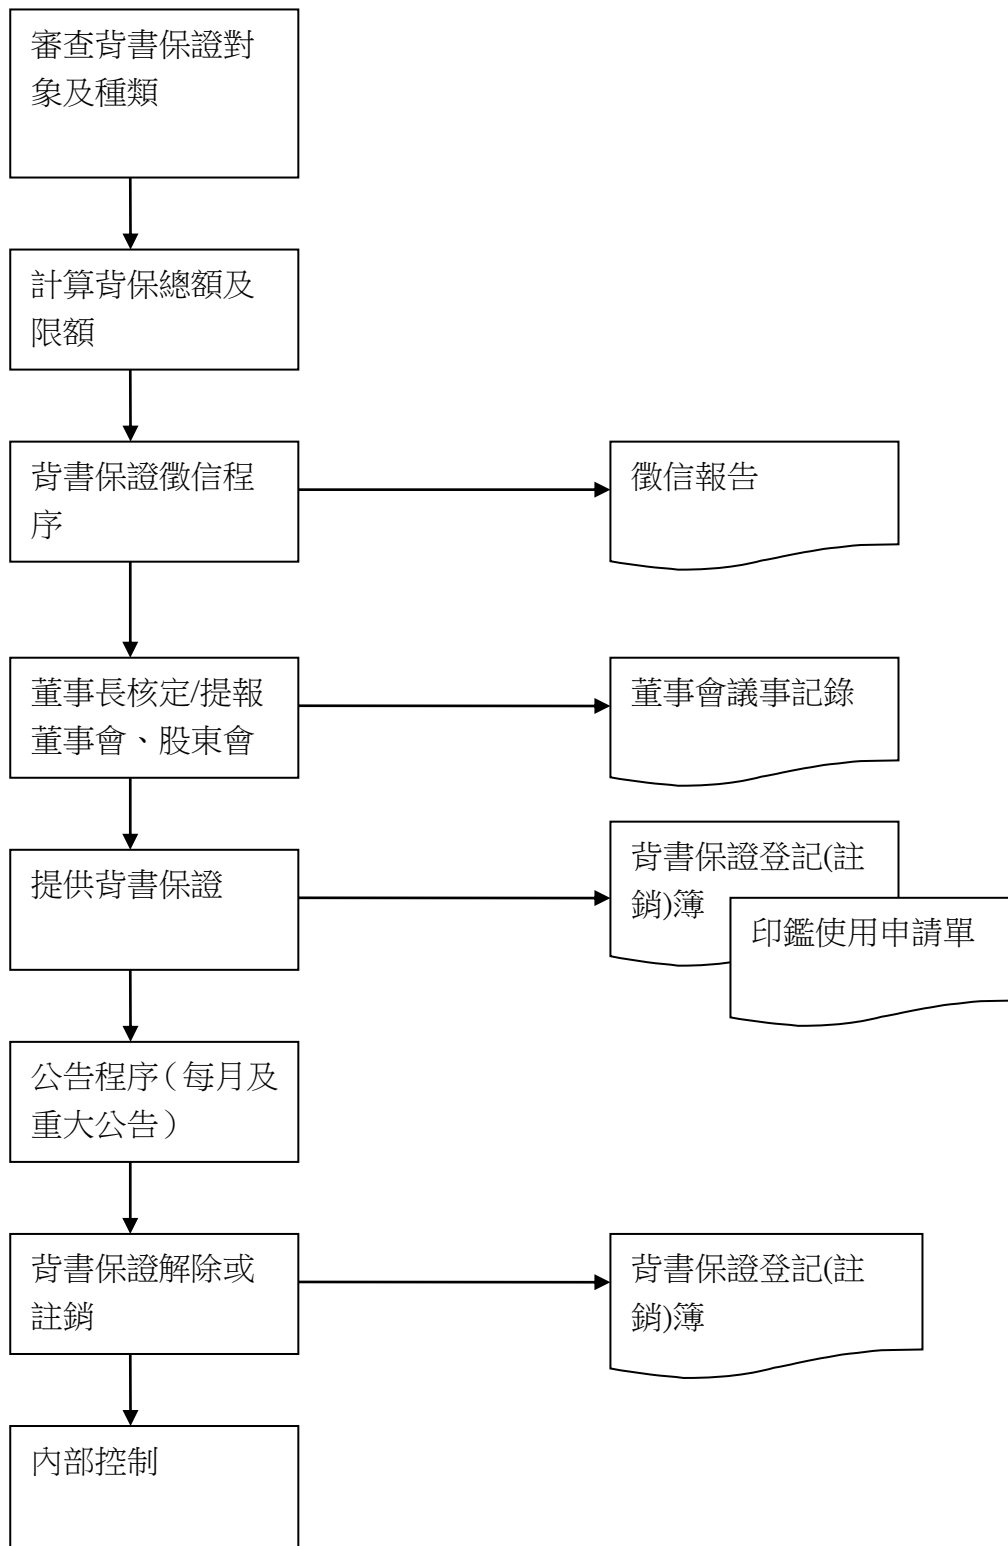 審查背書保證對
象及種類
計算背保總額及
限額
背書保證徵信程
序
徵信報告
董事長核定/提報
董事會、股東會
董事會議事記錄
提供背書保證
背書保證登記(註
銷)簿
印鑑使用申請單
公告程序（每月及
重大公告）
背書保證解除或
註銷
背書保證登記(註
銷)簿
內部控制